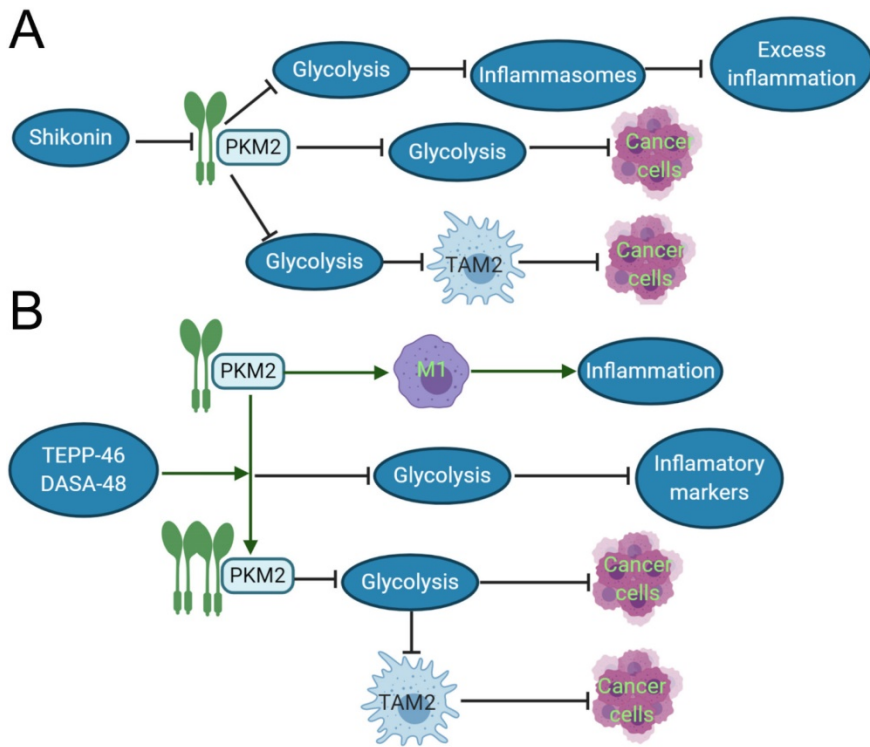 A
Glycolysis
Inflammasomes
Excess
inflammation
Shikonin
PKM2
Glycolysis
Cancer
cells
Glycolysis
TAM2
Cancer
cells
B
PKM2
M1
Inflammation
TEPP-46
DASA-48
Glycolysis
Inflamatory
markers
PKM2
Glycolysis
Cancer
cells
TAM2
Cancer
cells